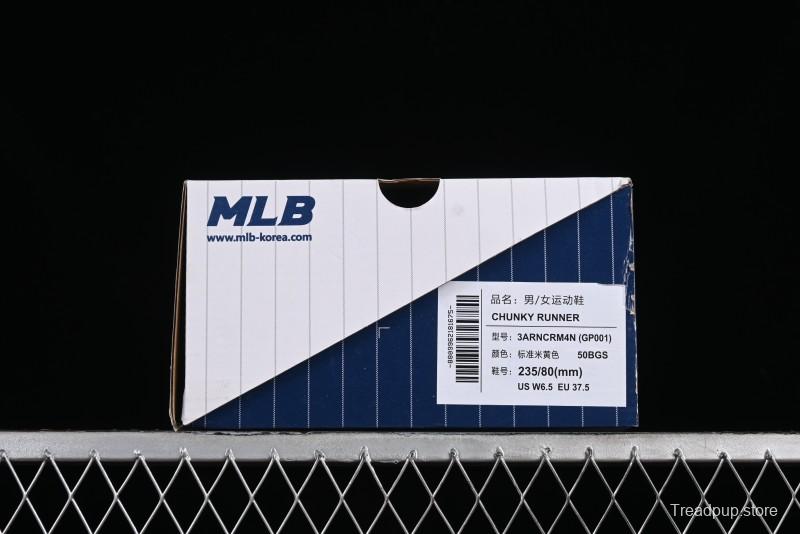 MLB
www.mlb-korea.com
品名：男/女运动鞋
CHUNKY RUNNER
型号：3ARNCRM4N (GP001)
颜色：标准米黄色 50BGS
鞋号：235/80(mm)
US W6.5 EU 37.5
-8803962181675-
Treadpup.store